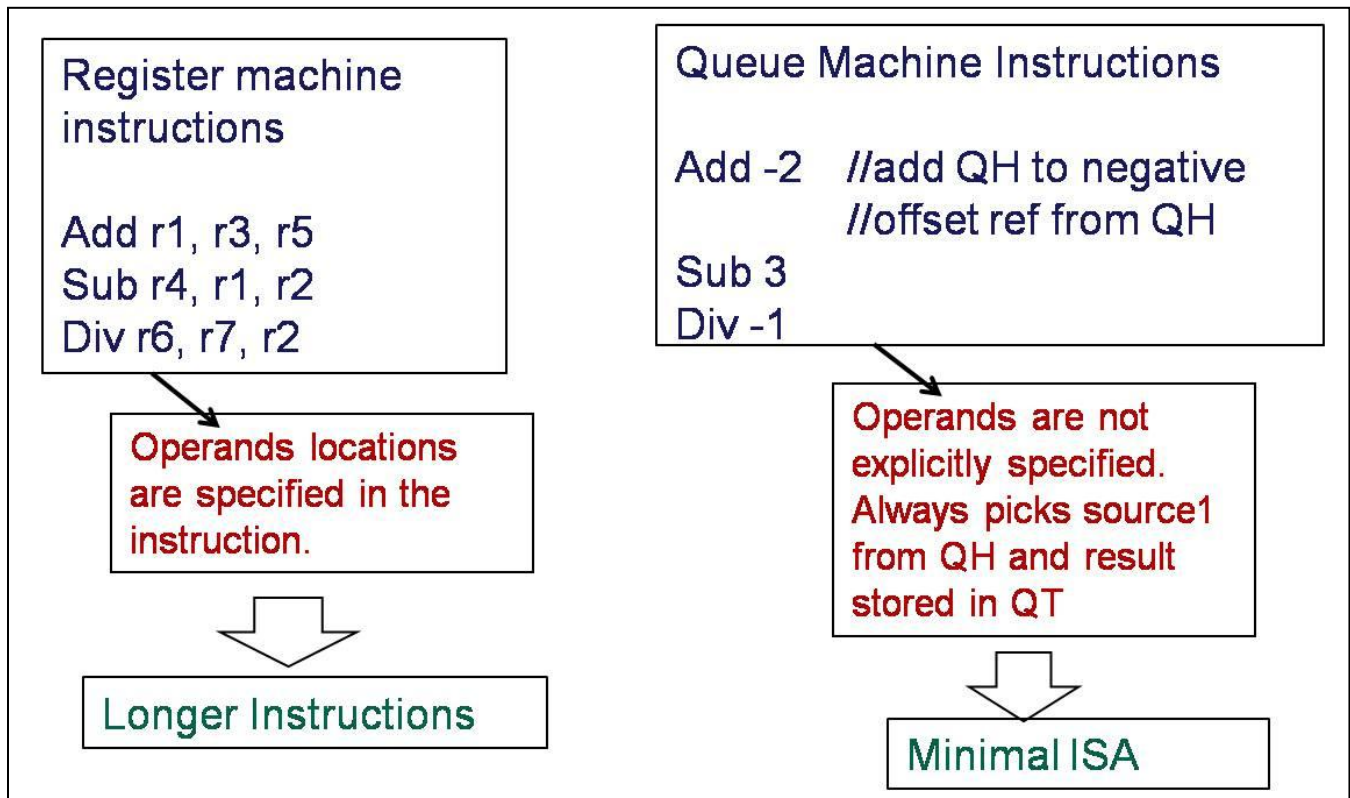 Register machine
instructions
Add r1, r3, r5
Sub r4, r1, r2
Div r6, r7, r2
Operands locations
are specified in the
instruction.
Longer Instructions
Queue Machine Instructions
Add -2 //add QH to negative
//offset ref from QH
Sub 3
Div -1
Operands are not
explicitly specified.
Always picks source1
from QH and result
stored in QT
Minimal ISA